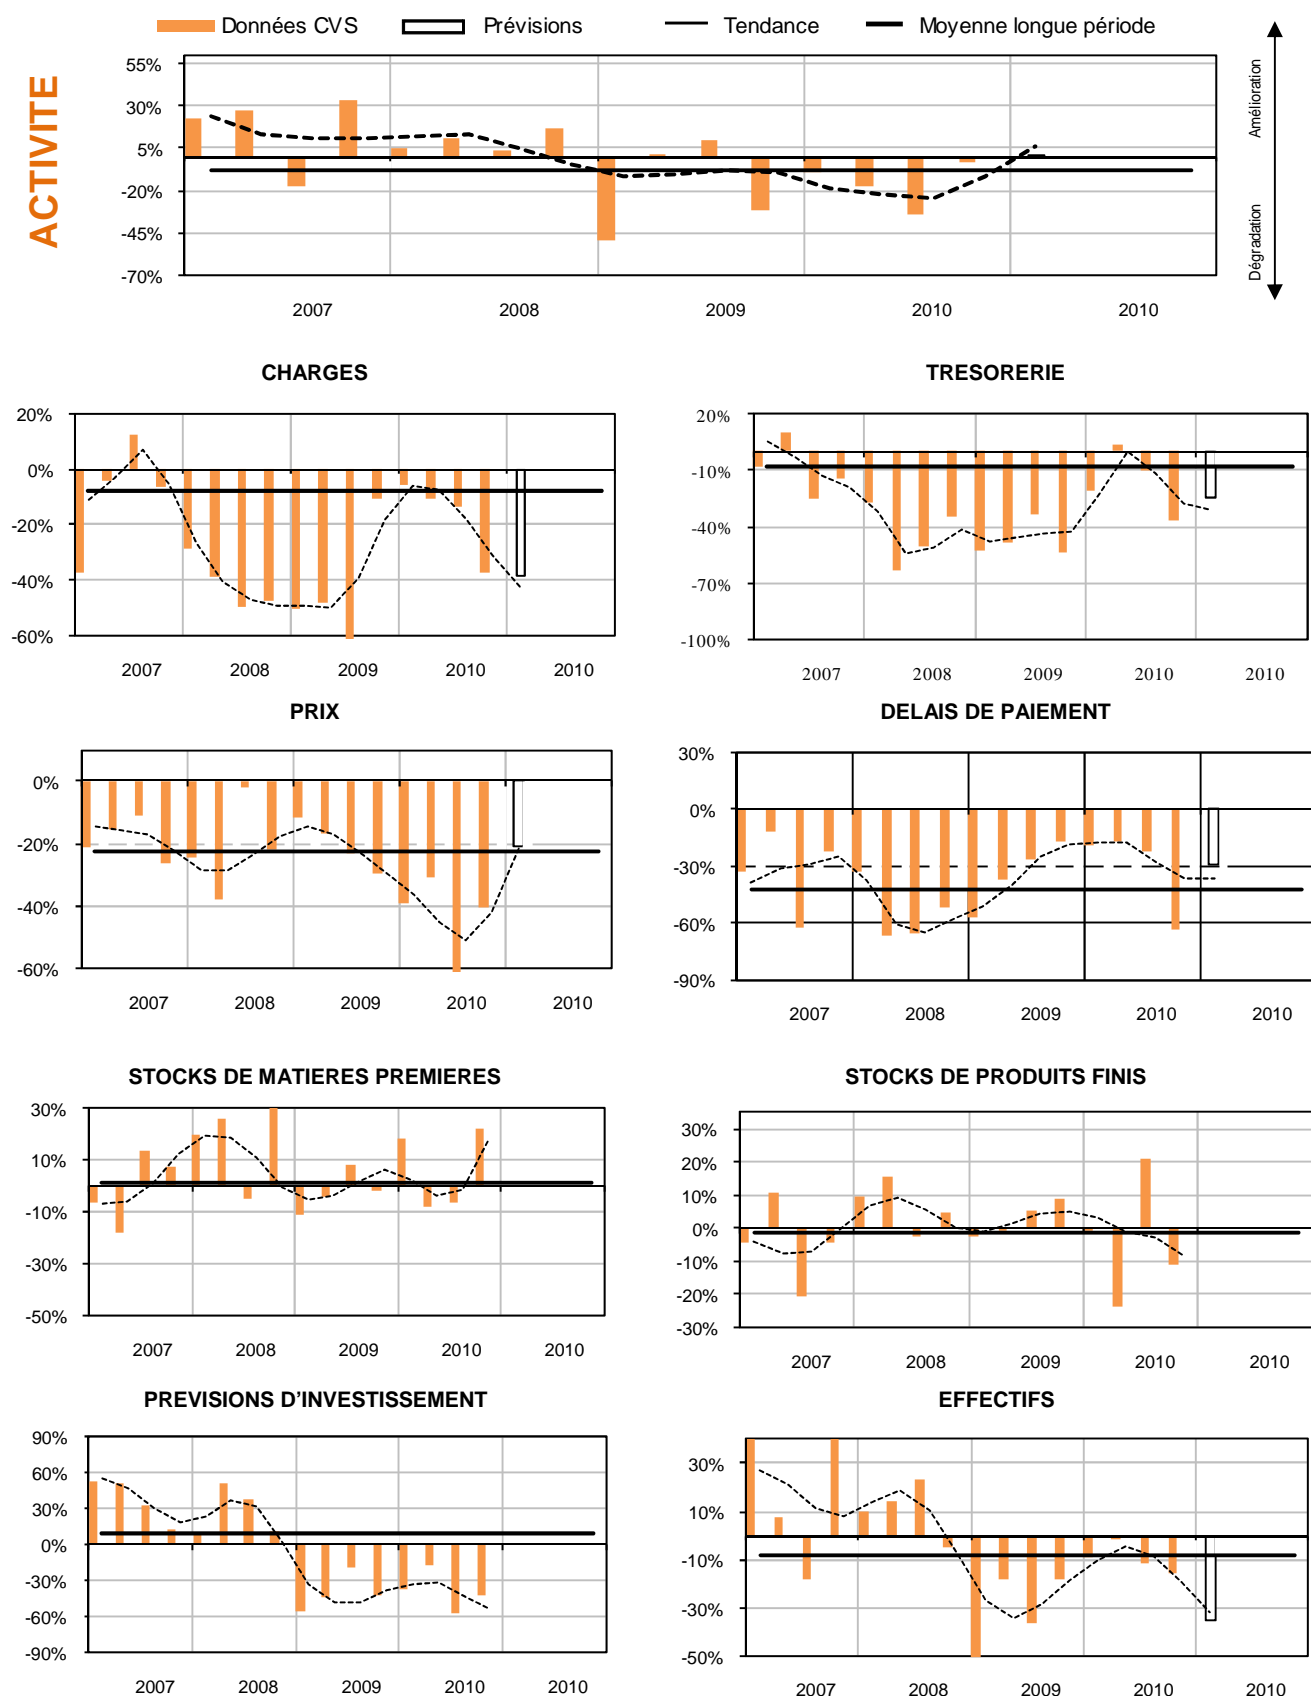 Données CVS Prévisions Tendance Moyenne longue période
ACTIVITE
55%
30%
5%
-20%
-45%
-70%
2007 2008 2009 2010 2010
Amélioration
Dégradation
CHARGES
20%
0%
-20%
-40%
-60%
2007 2008 2009 2010 2010
TRESORERIE
20%
-10%
-40%
-70%
-100%
2007 2008 2009 2010 2010
PRIX
0%
-20%
-40%
-60%
2007 2008 2009 2010 2010
DELAIS DE PAIEMENT
30%
0%
-30%
-60%
-90%
2007 2008 2009 2010 2010
STOCKS DE MATIERES PREMIERES
30%
10%
-10%
-30%
-50%
2007 2008 2009 2010 2010
STOCKS DE PRODUITS FINIS
30%
20%
10%
0%
-10%
-20%
-30%
2007 2008 2009 2010 2010
PREVISIONS D’INVESTISSEMENT
90%
60%
30%
0%
-30%
-60%
-90%
2007 2008 2009 2010 2010
EFFECTIFS
30%
10%
-10%
-30%
-50%
2007 2008 2009 2010 2010